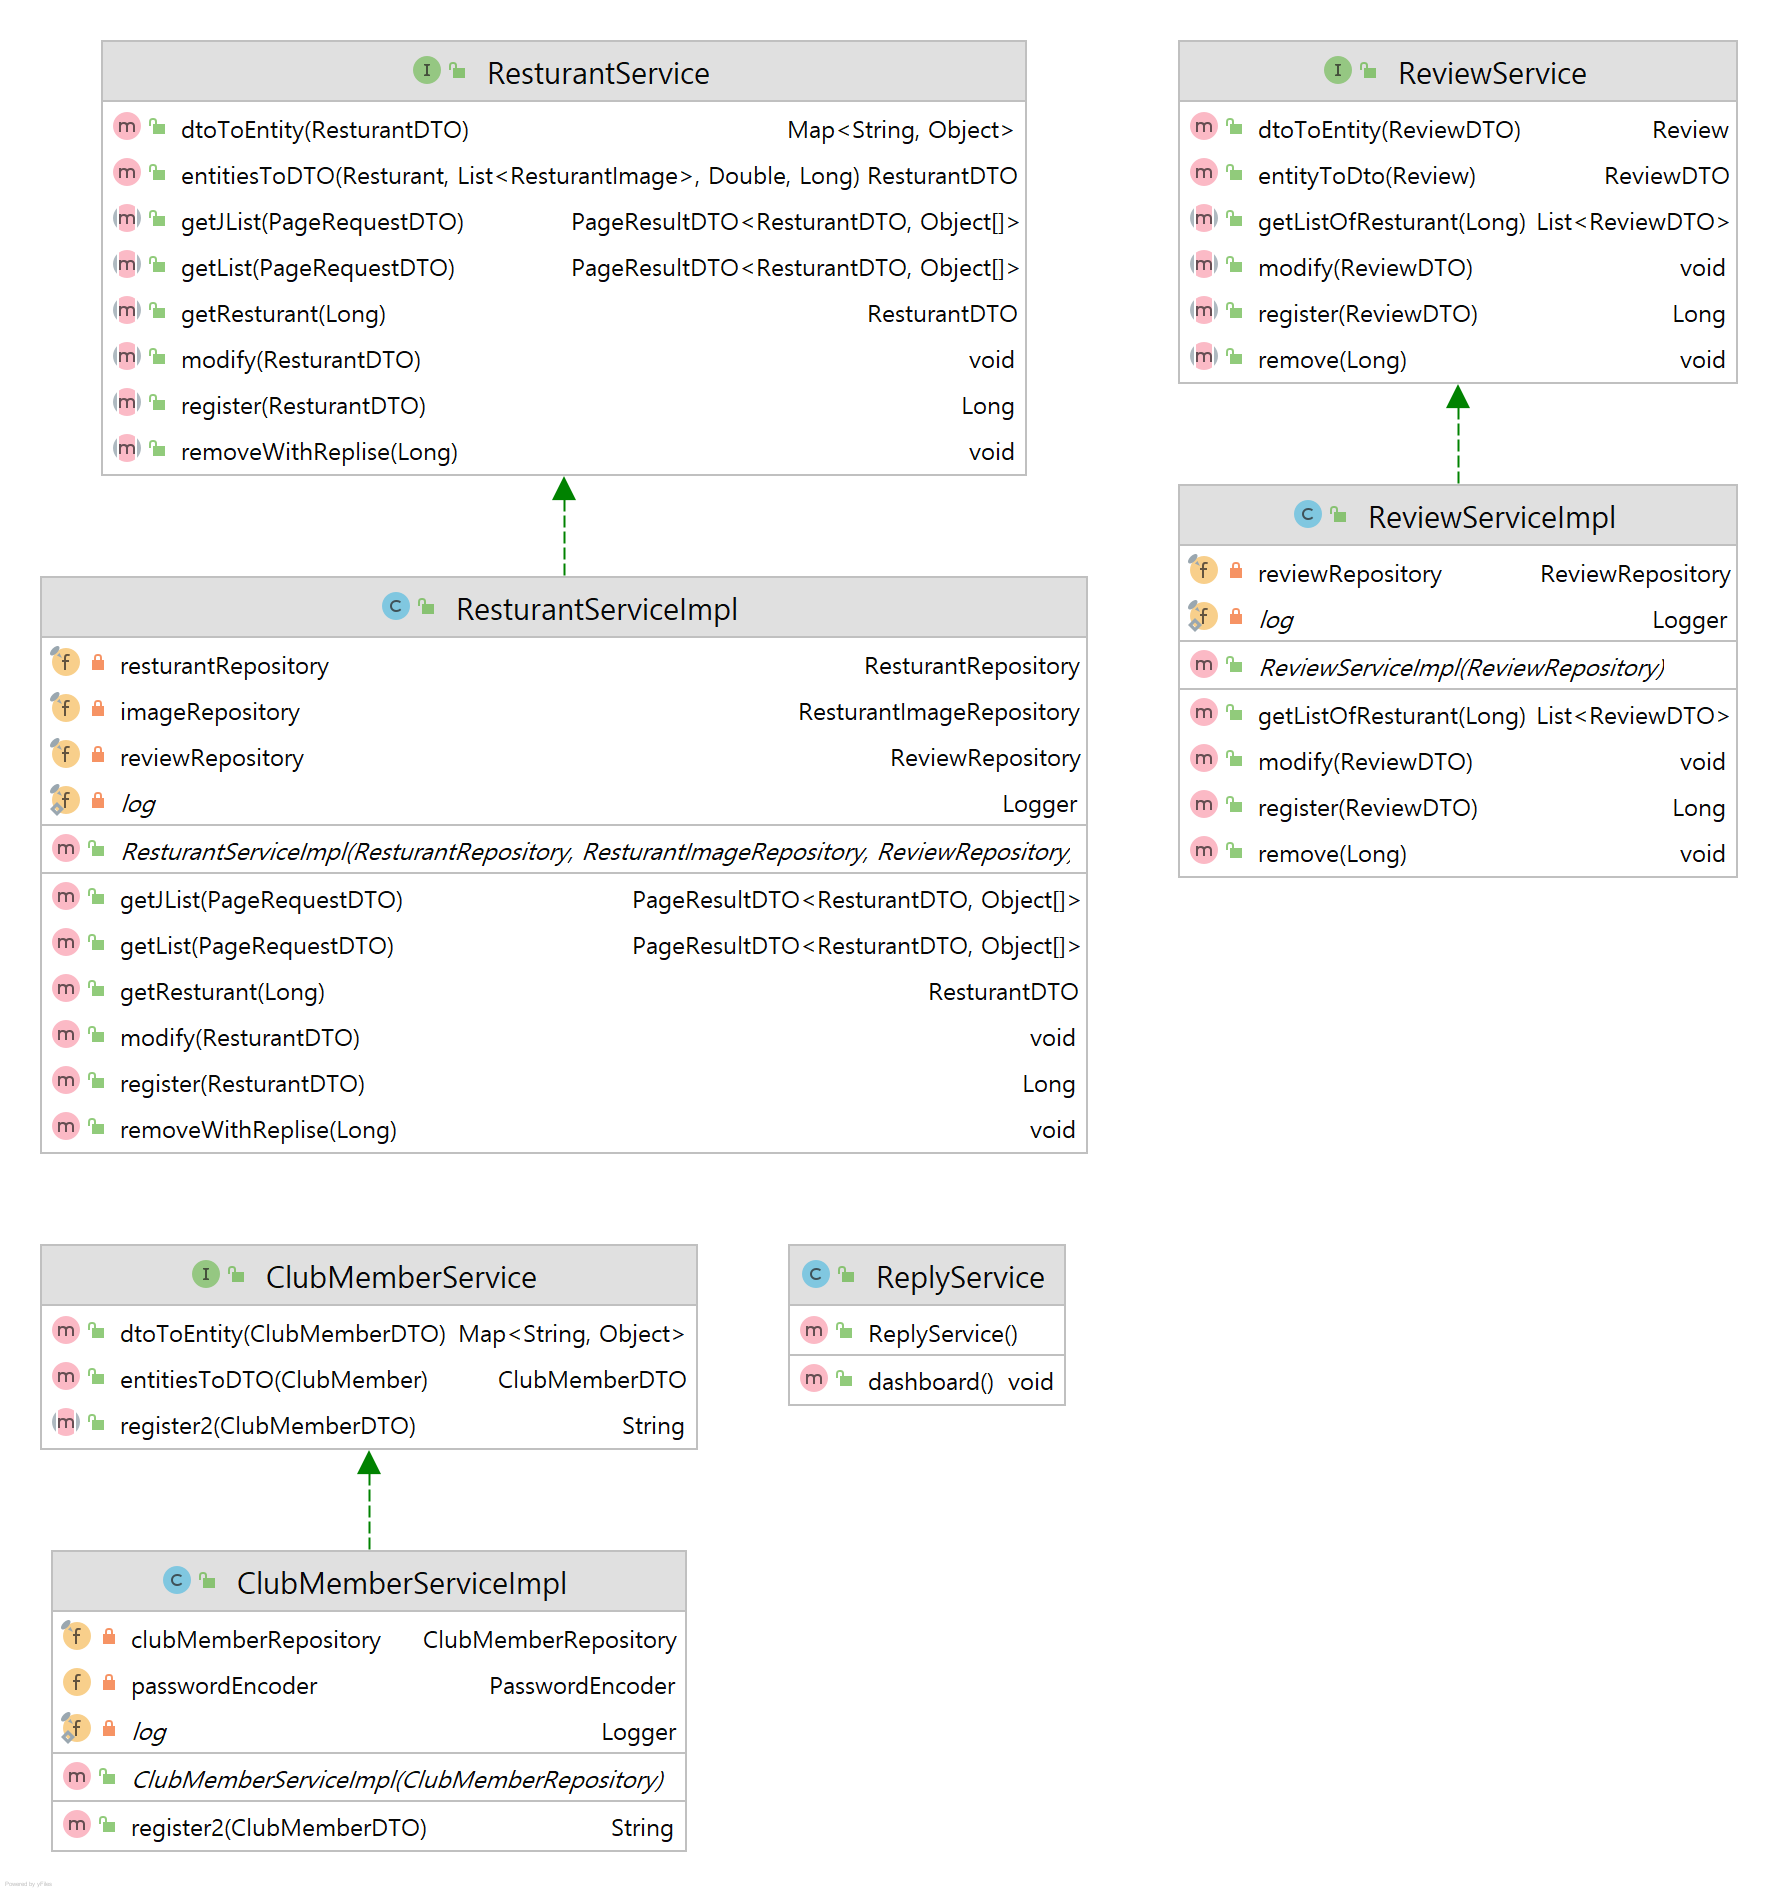 ResturantService
dtoToEntity(ResturantDTO) Map<String, Object>
entitiesToDTO(Resturant, List<ResturantImage>, Double, Long) ResturantDTO
getJList(PageRequestDTO) PageResultDTO<ResturantDTO, Object[]>
getList(PageRequestDTO) PageResultDTO<ResturantDTO, Object[]>
getResturant(Long) ResturantDTO
modify(ResturantDTO) void
register(ResturantDTO) Long
removeWithReplise(Long) void
ReviewService
dtoToEntity(ReviewDTO) Review
entityToDto(Review) ReviewDTO
getListOfResturant(Long) List<ReviewDTO>
modify(ReviewDTO) void
register(ReviewDTO) Long
remove(Long) void
ResturantServiceImpl
resturantRepository ResturantRepository
imageRepository ResturantImageRepository
reviewRepository ReviewRepository
log Logger
ResturantServiceImpl(ResturantRepository, ResturantImageRepository, ReviewRepository,
getJList(PageRequestDTO) PageResultDTO<ResturantDTO, Object[]>
getList(PageRequestDTO) PageResultDTO<ResturantDTO, Object[]>
getResturant(Long) ResturantDTO
modify(ResturantDTO) void
register(ResturantDTO) Long
removeWithReplise(Long) void
ReviewServiceImpl
reviewRepository ReviewRepository
log Logger
ReviewServiceImpl(ReviewRepository)
getListOfResturant(Long) List<ReviewDTO>
modify(ReviewDTO) void
register(ReviewDTO) Long
remove(Long) void
ClubMemberService
dtoToEntity(ClubMemberDTO) Map<String, Object>
entitiesToDTO(ClubMember) ClubMemberDTO
register2(ClubMemberDTO) String
ReplyService
ReplyService()
dashboard() void
ClubMemberServiceImpl
clubMemberRepository ClubMemberRepository
passwordEncoder PasswordEncoder
log Logger
ClubMemberServiceImpl(ClubMemberRepository)
register2(ClubMemberDTO) String
Powered by yFiles